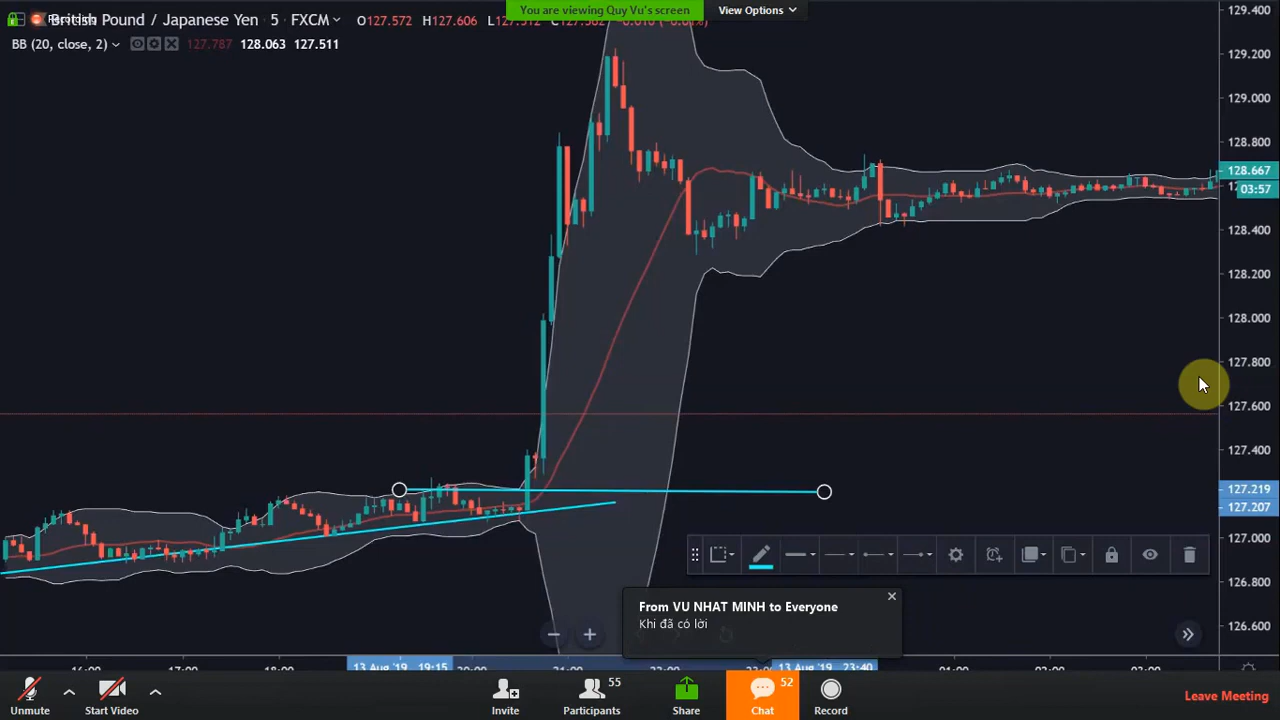 You are viewing Quy Vu's screen
View Options
British Pound / Japanese Yen 5 FXCM
O127.572 H127.606
BB (20, close, 2) 127.787 128.063 127.511
129.400
129.200
129.000
128.800
128.667
03:57
128.400
128.200
128.000
127.800
127.600
127.400
127.219
127.207
127.000
126.800
126.600
From VU NHAT MINH to Everyone
Khi đã có lời
16:00 17:00 18:00 13 Aug '19 19:15 20:00 21:00 22:00 13 Aug '19 23:40 01:00 02:00 03:00
Unmute
Start Video
Invite
55
Participants
Share
52
Chat
Record
Leave Meeting